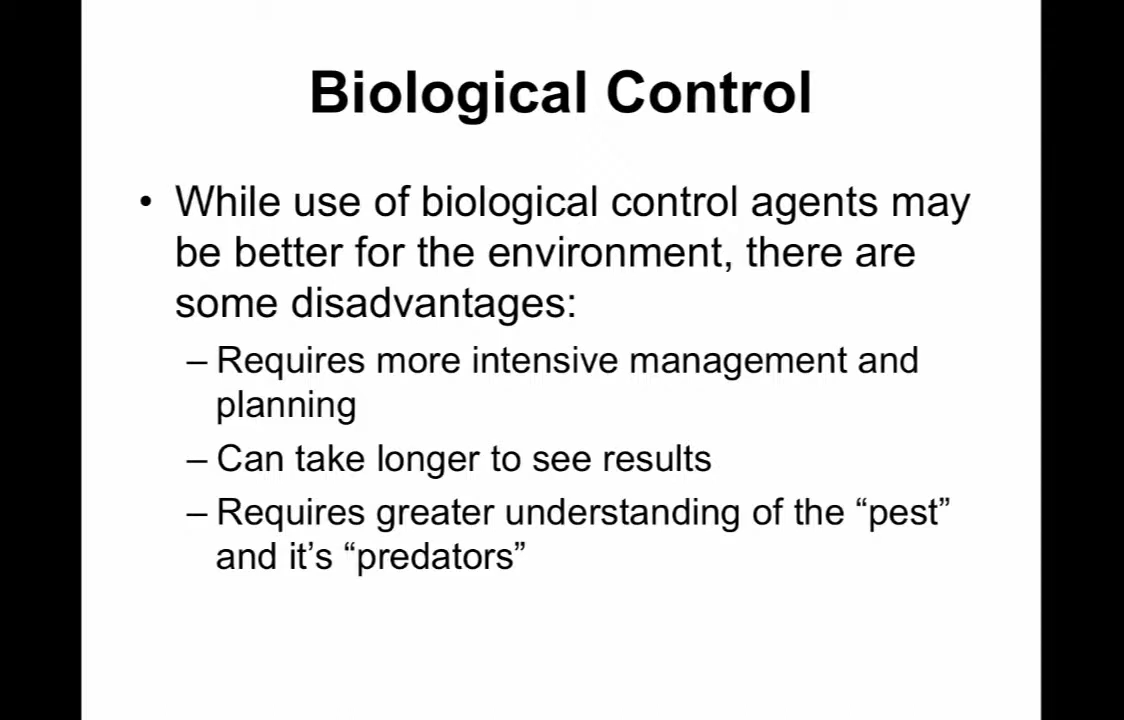 Biological Control
• While use of biological control agents may
be better for the environment, there are
some disadvantages:
– Requires more intensive management and
planning
– Can take longer to see results
– Requires greater understanding of the “pest”
and it’s “predators”